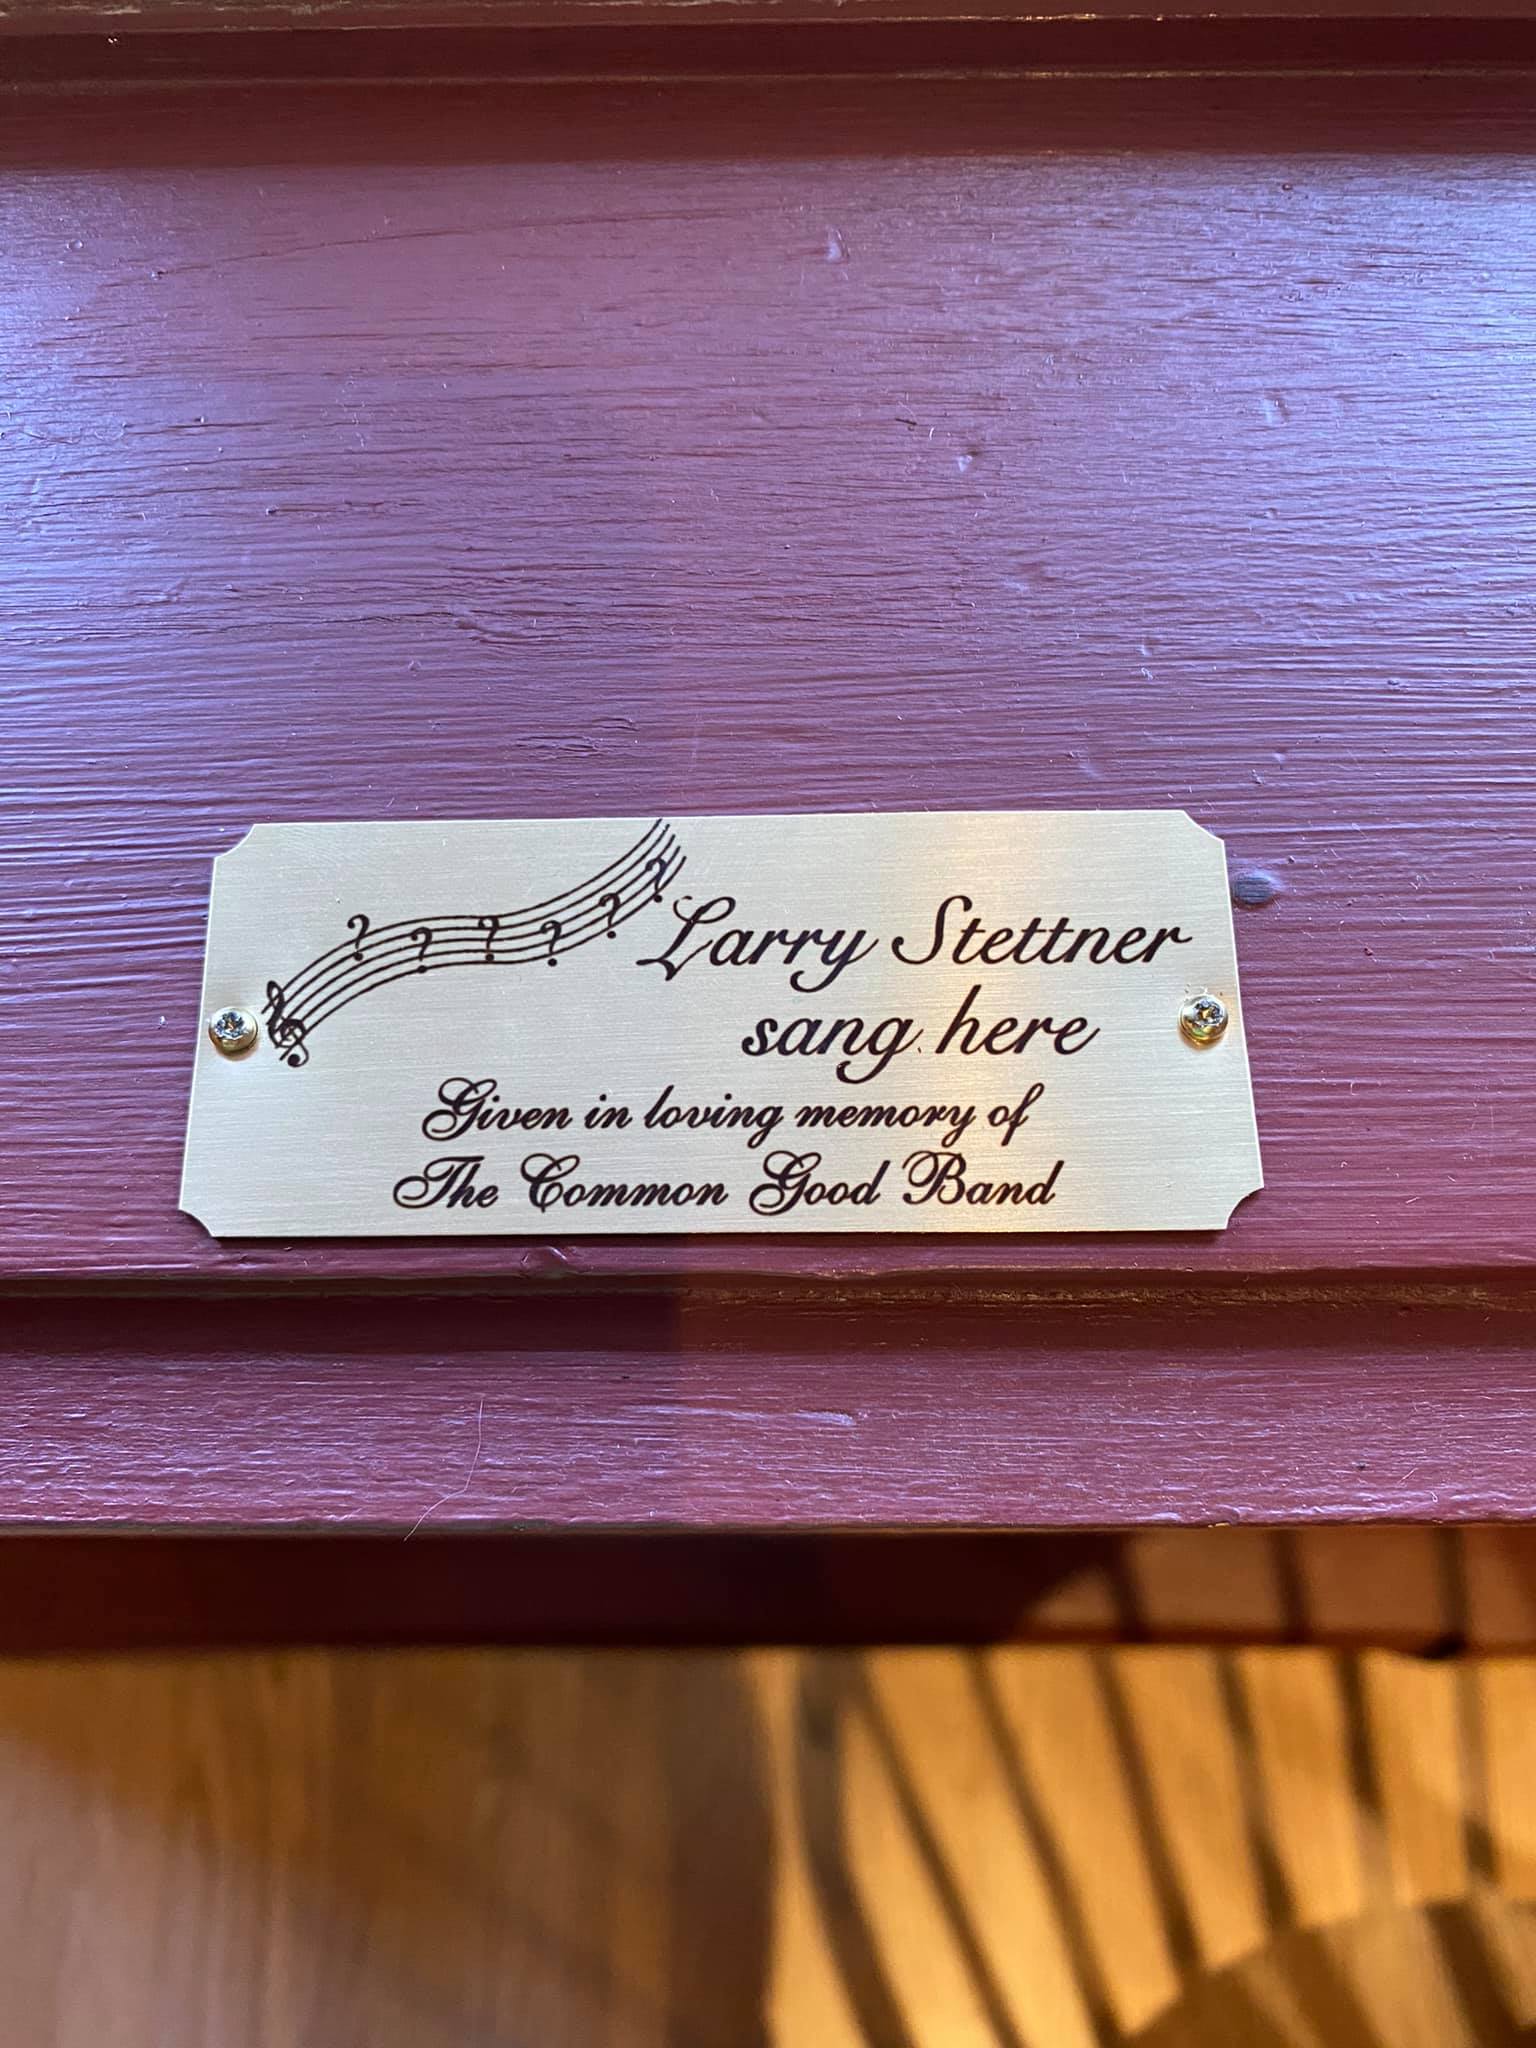 Larry Stettner
sang here
Given in loving memory of
The Common Good Band